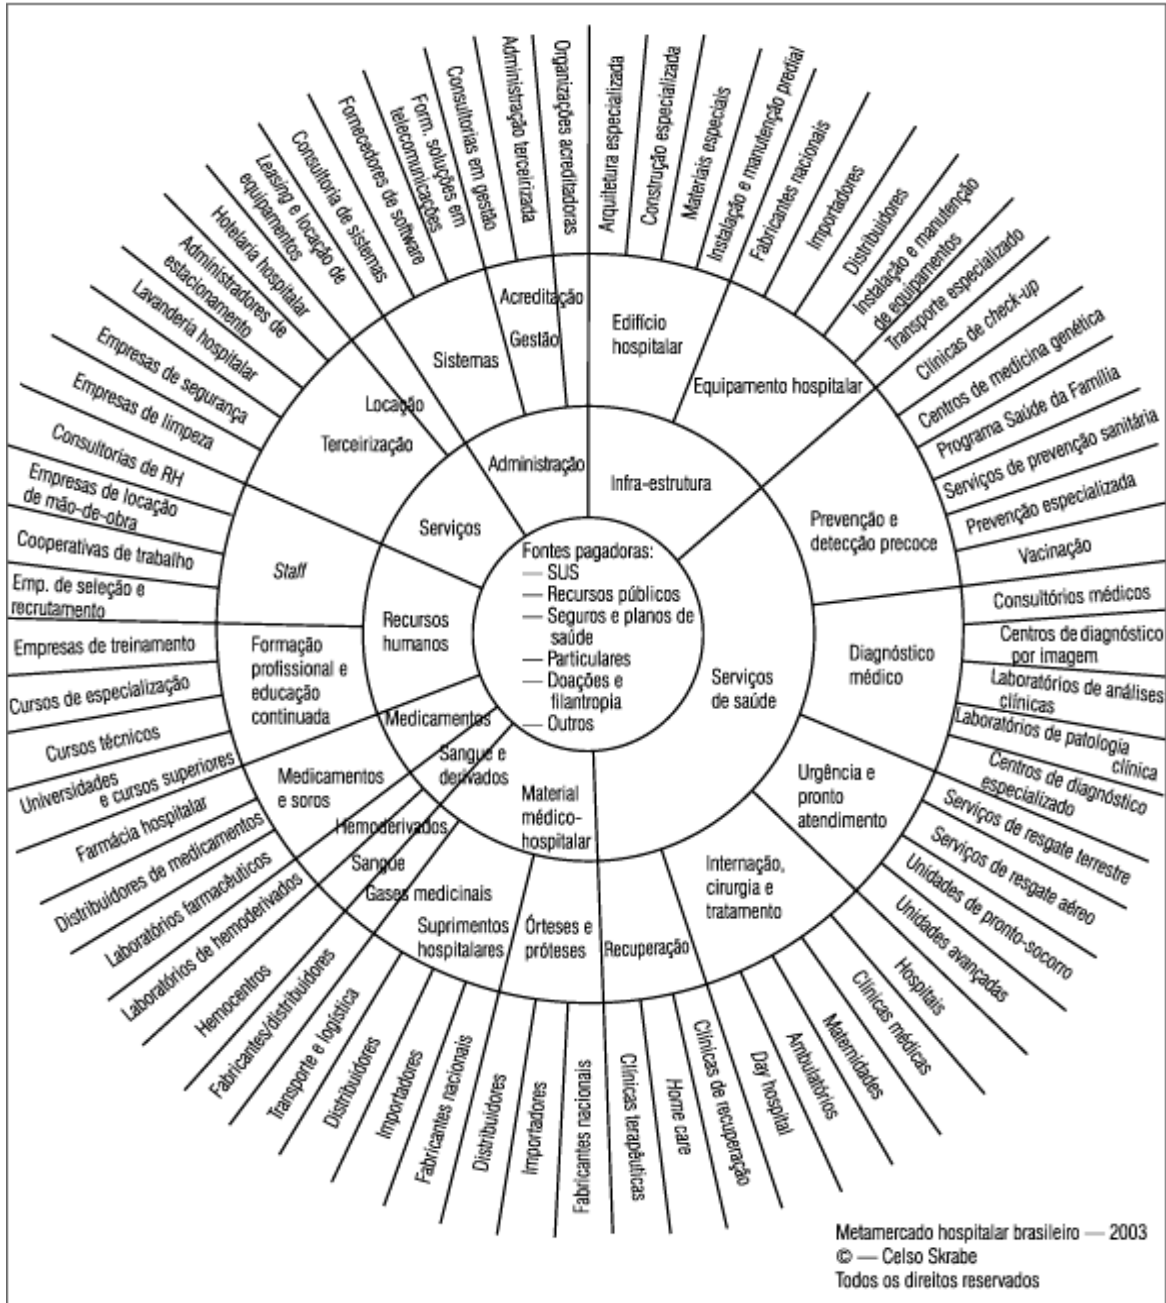 Fontes pagadoras:
— SUS
— Recursos públicos
— Seguros e planos de
saúde
— Particulares
— Doações e
filantropia
— Outros
Administração
Infra-estrutura
Serviços
de saúde
Material
médico-
hospitalar
Sangue e
derivados
Medicamentos
Recursos
humanos
Serviços
Acreditação
Gestão
Edifício
hospitalar
Equipamento hospitalar
Prevenção e
detecção precoce
Diagnóstico
médico
Urgência e
pronto
atendimento
Internação,
cirurgia e
tratamento
Recuperação
Órteses e
próteses
Suprimentos
hospitalares
Gases medicinais
Sangue
Hemoderivados
Medicamentos
e soros
Formação
profissional e
educação
continuada
Staff
Terceirização
Locação
Sistemas
Arquitetura especializada
Construção especializada
Materiais especiais
Instalação e manutenção predial
Fabricantes nacionais
Importadores
Distribuidores
Instalação e manutenção
de equipamentos
Transporte especializado
Clínicas de check-up
Centros de medicina genética
Programa Saúde da Família
Serviços de prevenção sanitária
Prevenção especializada
Vacinação
Consultórios médicos
Centros de diagnóstico
por imagem
Laboratórios de análises
clínicas
Laboratórios de patologia
clínica
Centros de diagnóstico
especializado
Serviços de resgate terrestre
Serviços de resgate aéreo
Unidades de pronto-socorro
Unidades avançadas
Hospitais
Clínicas médicas
Maternidades
Ambulatórios
Day hospital
Clínicas de recuperação
Home care
Clínicas terapêuticas
Fabricantes nacionais
Importadores
Distribuidores
Fabricantes nacionais
Importadores
Distribuidores
Transporte e logística
Fabricantes/distribuidores
Hemocentros
Laboratórios de hemoderivados
Laboratórios farmacêuticos
Distribuidores de medicamentos
Farmácia hospitalar
Universidades
e cursos superiores
Cursos técnicos
Cursos de especialização
Empresas de treinamento
Emp. de seleção e
recrutamento
Cooperativas de trabalho
Empresas de locação
de mão-de-obra
Consultorias de RH
Empresas de limpeza
Empresas de segurança
Lavanderia hospitalar
Administradores de
estacionamento
Hotelaria hospitalar
Leasing e locação de
equipamentos
Consultoria de sistemas
Fornecedores de software
Form. soluções em
telecomunicações
Consultorias em gestão
Administração terceirizada
Organizações acreditadoras
Metamercado hospitalar brasileiro — 2003
© — Celso Skrabe
Todos os direitos reservados